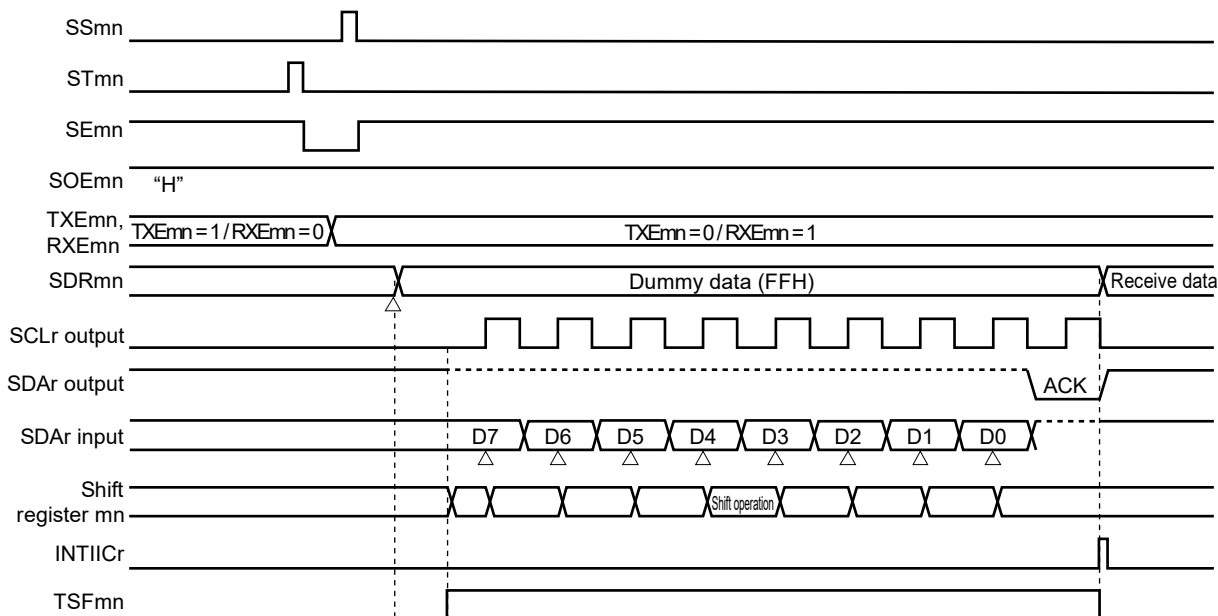 SSmn
STmn
SEmn
SOEmn “H”
TXEmn,
RXEmn
TXEmn = 1 / RXEmn = 0
TXEmn = 0 / RXEmn = 1
SDRmn
Dummy data (FFH)
Receive data
SCLr output
SDAr output
ACK
SDAr input
D7 D6 D5 D4 D3 D2 D1 D0
Shift
register mn
Shift operation
INTIICr
TSFmn